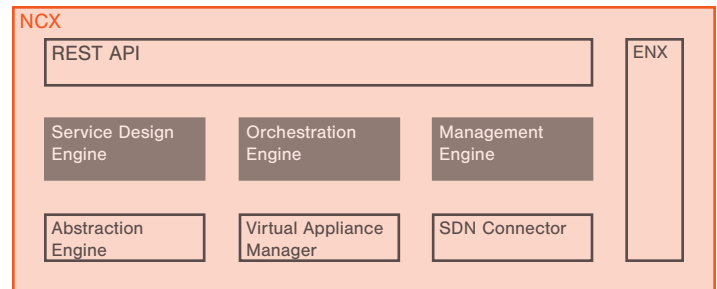 NCX
REST API
ENX
Service Design
Engine
Orchestration
Engine
Management
Engine
Abstraction
Engine
Virtual Appliance
Manager
SDN Connector